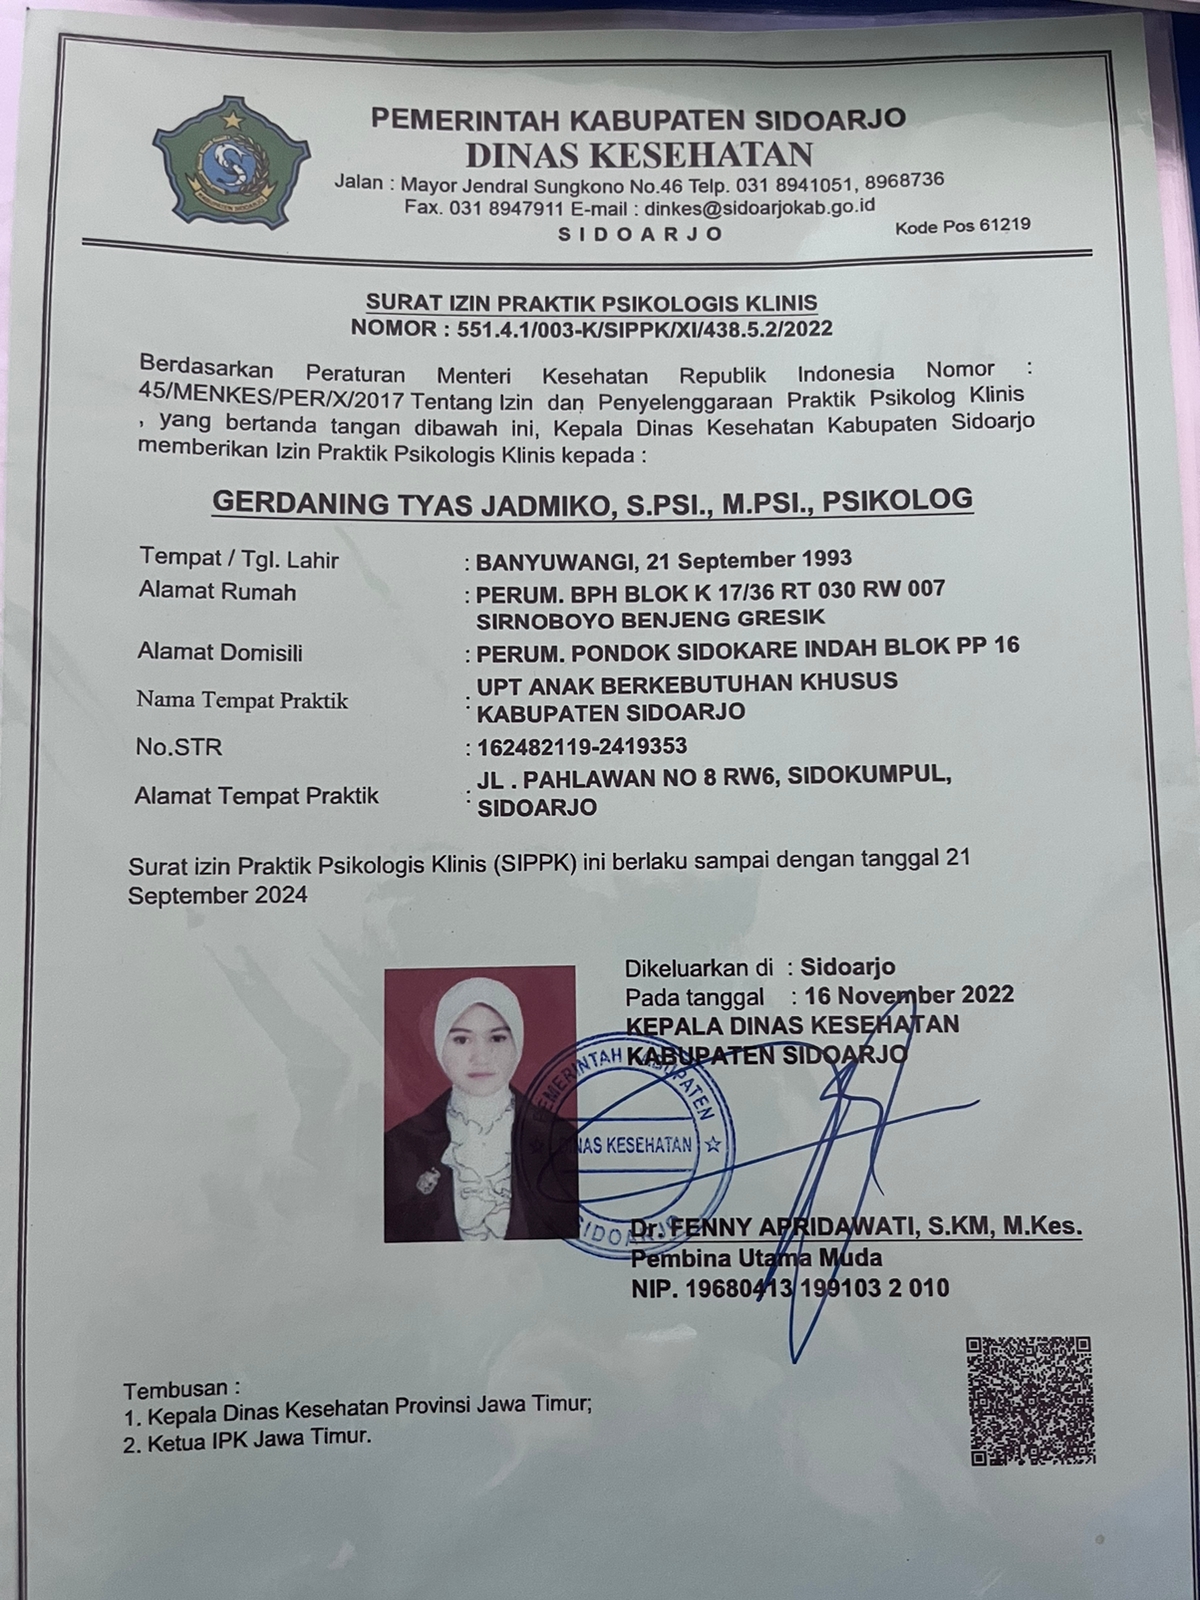 PEMERINTAH KABUPATEN SIDOARJO
DINAS KESEHATAN
Jalan : Mayor Jendral Sungkono No.46 Telp. 031 8941051, 8968736
Fax. 031 8947911 E-mail : dinkes@sidoarjokab.go.id
SIDOARJO
Kode Pos 61219
KABUPATEN SIDOARJO
SURAT IZIN PRAKTIK PSIKOLOGIS KLINIS
NOMOR : 551.4.1/003-K/SIPPK/XI/438.5.2/2022
Berdasarkan Peraturan Menteri Kesehatan Republik Indonesia Nomor :
45/MENKES/PER/X/2017 Tentang Izin dan Penyelenggaraan Praktik Psikolog Klinis
, yang bertanda tangan dibawah ini, Kepala Dinas Kesehatan Kabupaten Sidoarjo
memberikan Izin Praktik Psikologis Klinis kepada :
GERDANING TYAS JADMIKO, S.PSI., M.PSI., PSIKOLOG
Tempat / Tgl. Lahir : BANYUWANGI, 21 September 1993
Alamat Rumah : PERUM. BPH BLOK K 17/36 RT 030 RW 007
SIRNOBOYO BENJENG GRESIK
Alamat Domisili : PERUM. PONDOK SIDOKARE INDAH BLOK PP 16
Nama Tempat Praktik : UPT ANAK BERKEBUTUHAN KHUSUS
KABUPATEN SIDOARJO
No.STR : 162482119-2419353
Alamat Tempat Praktik : JL . PAHLAWAN NO 8 RW6, SIDOKUMPUL,
SIDOARJO
Surat izin Praktik Psikologis Klinis (SIPPK) ini berlaku sampai dengan tanggal 21
September 2024
Dikeluarkan di : Sidoarjo
Pada tanggal : 16 November 2022
KEPALA DINAS KESEHATAN
KABUPATEN SIDOARJO
PEMERINTAH KABUPATEN
DINAS KESEHATAN
SIDOARJO
Dr. FENNY APRIDAWATI, S.KM, M.Kes.
Pembina Utama Muda
NIP. 19680413 199103 2 010
Tembusan :
1. Kepala Dinas Kesehatan Provinsi Jawa Timur;
2. Ketua IPK Jawa Timur.